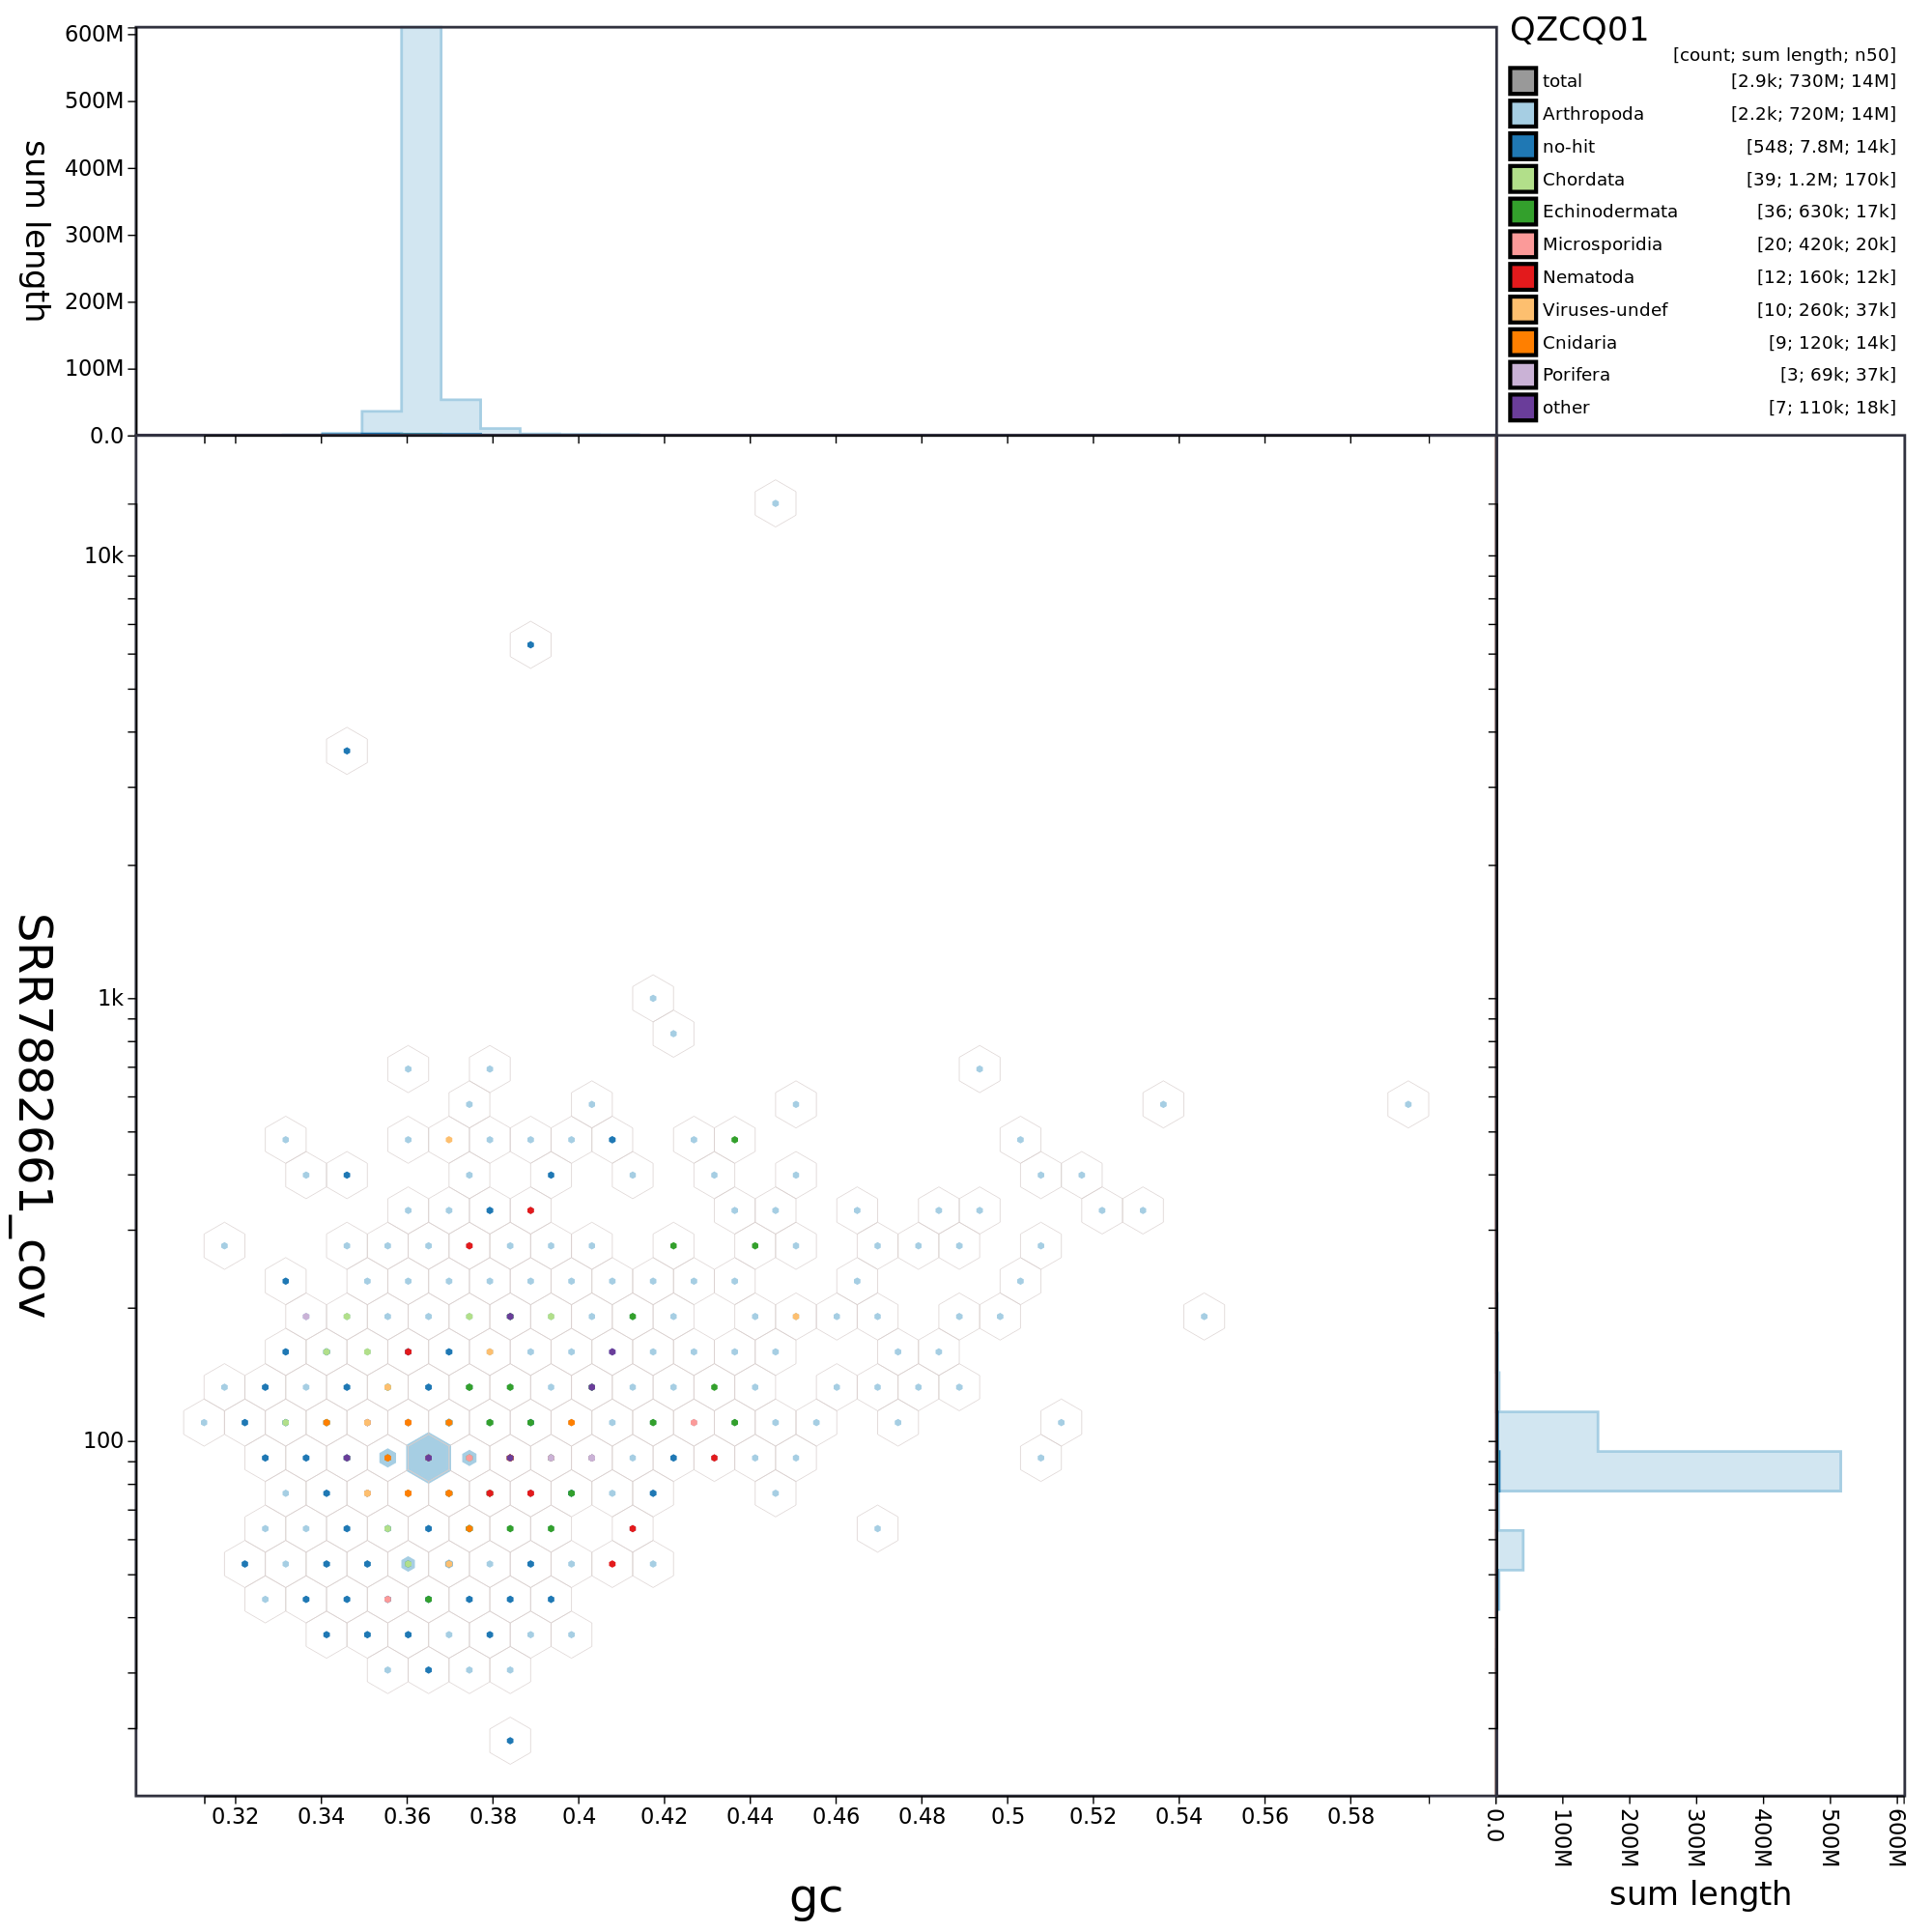 600M
500M
400M
300M
200M
100M
0.0
sum length
QZCQ01
[count; sum length; n50]
total [2.9k; 730M; 14M]
Arthropoda [2.2k; 720M; 14M]
no-hit [548; 7.8M; 14k]
Chordata [39; 1.2M; 170k]
Echinodermata [36; 630k; 17k]
Microsporidia [20; 420k; 20k]
Nematoda [12; 160k; 12k]
Viruses-undef [10; 260k; 37k]
Cnidaria [9; 120k; 14k]
Porifera [3; 69k; 37k]
other [7; 110k; 18k]
10k
1k
100
SRR7882661_cov
0.32 0.34 0.36 0.38 0.4 0.42 0.44 0.46 0.48 0.5 0.52 0.54 0.56 0.58
gc
0.0 100M 200M 300M 400M 500M 600M
sum length